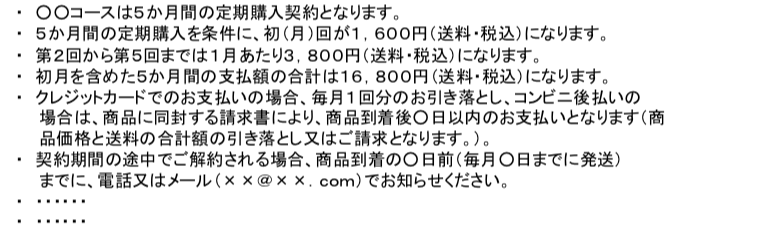 ・ 〇〇コースは５か月間の定期購入契約となります。
・ ５か月間の定期購入を条件に、初（月）回が１，６００円（送料・税込）になります。
・ 第２回から第５回までは１月あたり３，８００円（送料・税込）になります。
・ 初月を含めた５か月間の支払額の合計は１６，８００円（送料・税込）になります。
・ クレジットカードでのお支払いの場合、毎月１回分のお引き落とし、コンビニ後払いの
場合は、商品に同封する請求書により、商品到着後〇日以内のお支払いとなります（商
品価格と送料の合計額の引き落とし又はご請求となります。）。
・ 契約期間の途中でご解約される場合、商品到着の〇日前（毎月〇日までに発送）
までに、電話又はメール（××＠××．ｃｏｍ）でお知らせください。
・ ・・・・・・
・ ・・・・・・